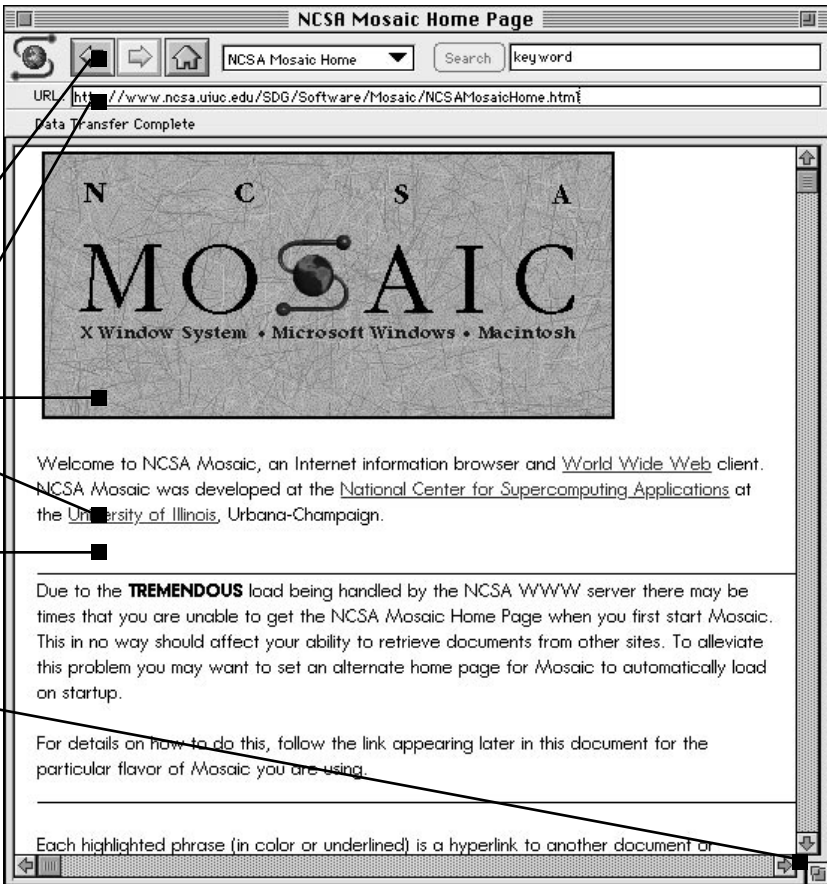 NCSA Mosaic Home Page
NCSA Mosaic Home Search keyword
URL: http://www.ncsa.uiuc.edu/SDG/Software/Mosaic/NCSAMosaicHome.html
Data Transfer Complete
N C S A
MOSAIC
X Window System • Microsoft Windows • Macintosh
Welcome to NCSA Mosaic, an Internet information browser and World Wide Web client.
NCSA Mosaic was developed at the National Center for Supercomputing Applications at
the University of Illinois, Urbana-Champaign.
Due to the TREMENDOUS load being handled by the NCSA WWW server there may be
times that you are unable to get the NCSA Mosaic Home Page when you first start Mosaic.
This in no way should affect your ability to retrieve documents from other sites. To alleviate
this problem you may want to set an alternate home page for Mosaic to automatically load
on startup.
For details on how to do this, follow the link appearing later in this document for the
particular flavor of Mosaic you are using.
Each highlighted phrase (in color or underlined) is a hyperlink to another document or